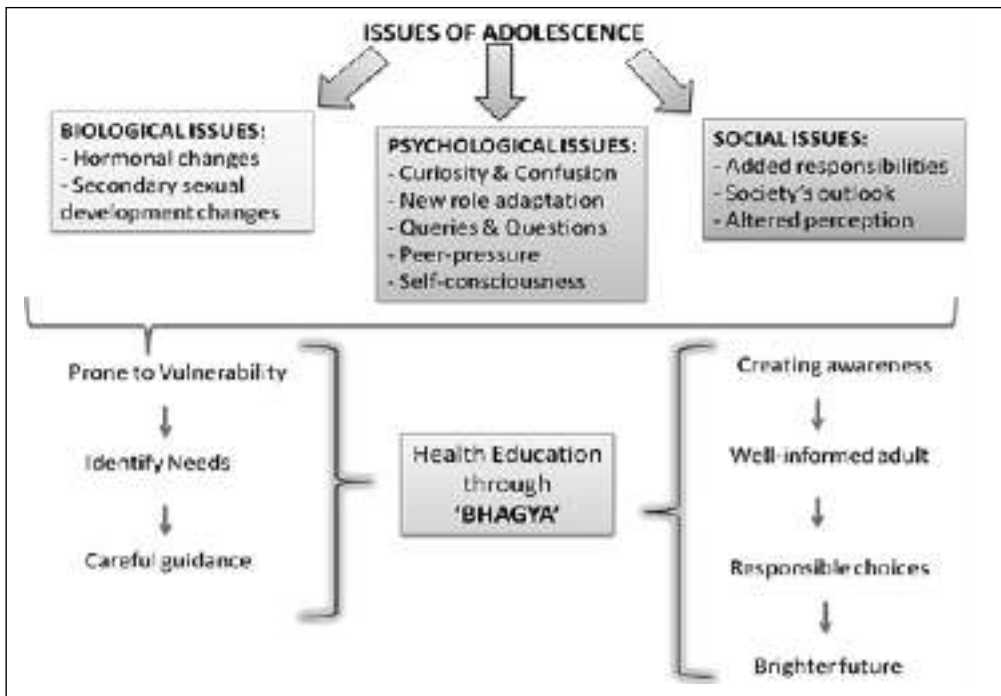 ISSUES OF ADOLESCENCE
BIOLOGICAL ISSUES:
- Hormonal changes
- Secondary sexual
development changes
PSYCHOLOGICAL ISSUES:
- Curiosity & Confusion
- New role adaptation
- Queries & Questions
- Peer-pressure
- Self-consciousness
SOCIAL ISSUES:
- Added responsibilities
- Society's outlook
- Altered perception
Prone to Vulnerability
Identify Needs
Careful guidance
Health Education
through
'BHAGYA'
Creating awareness
Well-informed adult
Responsible choices
Brighter future